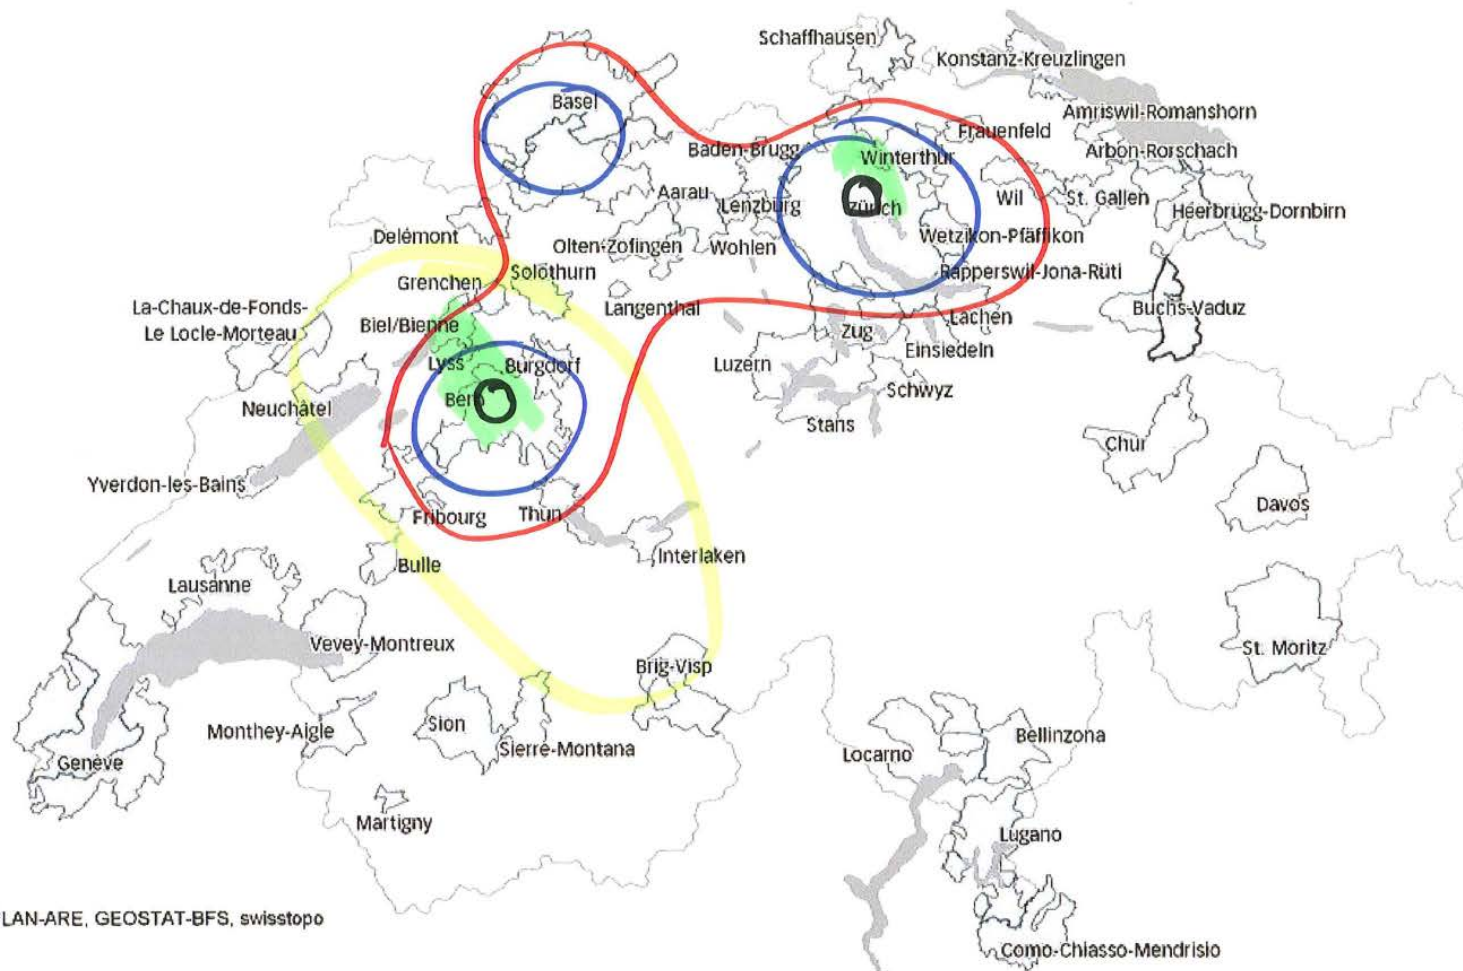 Schaffhausen
Konstanz-Kreuzlingen
Basel
Amriswil-Romanshorn
Frauenfeld
Baden-Brugg
Winterthur
Arbon-Rorschach
Aarau
Lenzburg
Zürich
Wil
St. Gallen
Heerbrugg-Dornbirn
Delémont
Olten-Zofingen
Wohlen
Wetzikon-Pfäffikon
Grenchen
Solothurn
Rapperswil-Jona-Rüti
La-Chaux-de-Fonds-
Le Locle-Morteau
Langenthal
Buchs-Vaduz
Biel/Bienne
Zug
Lachen
Lyss
Burgdorf
Luzern
Einsiedeln
Schwyz
Neuchâtel
Bern
Stans
Chur
Yverdon-les-Bains
Davos
Fribourg
Thun
Interlaken
Bulle
Lausanne
Vevey-Montreux
St. Moritz
Brig-Visp
Monthey-Aigle
Sion
Sierre-Montana
Bellinzona
Locarno
Genève
Martigny
Lugano
LAN-ARE, GEOSTAT-BFS, swisstopo
Como-Chiasso-Mendrisio